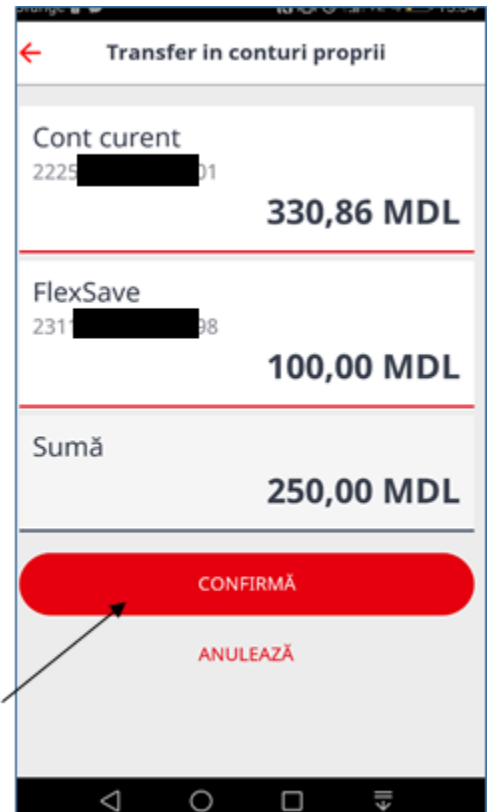 Transfer in conturi proprii
Cont curent
2225 01
330,86 MDL
FlexSave
2311 98
100,00 MDL
Sumă
250,00 MDL
CONFIRMĂ
ANULEAZĂ